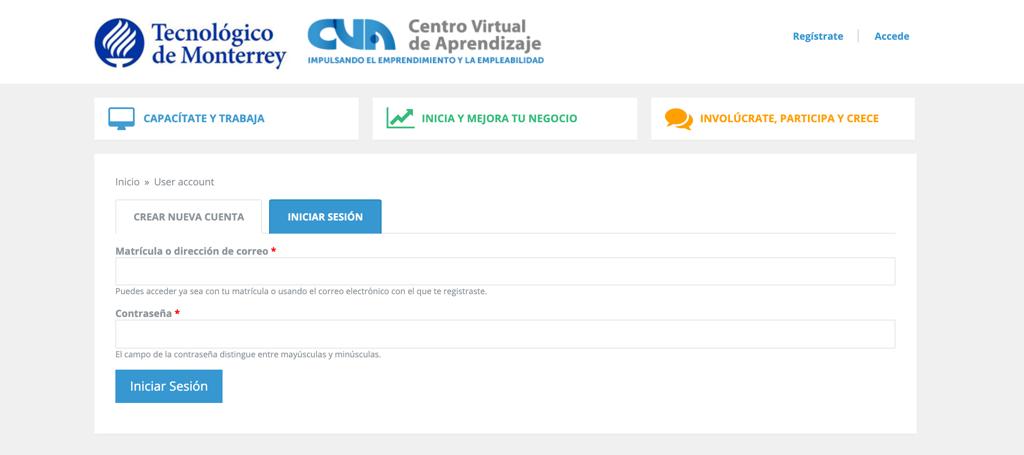 Tecnológico
de Monterrey
CVA
Centro Virtual
de Aprendizaje
IMPULSANDO EL EMPRENDIMIENTO Y LA EMPLEABILIDAD
Regístrate
Accede
CAPACÍTATE Y TRABAJA
INICIA Y MEJORA TU NEGOCIO
INVOLÚCRATE, PARTICIPA Y CRECE
Inicio » User account
CREAR NUEVA CUENTA
INICIAR SESIÓN
Matrícula o dirección de correo *
Puedes acceder ya sea con tu matrícula o usando el correo electrónico con el que te registraste.
Contraseña *
El campo de la contraseña distingue entre mayúsculas y minúsculas.
Iniciar Sesión